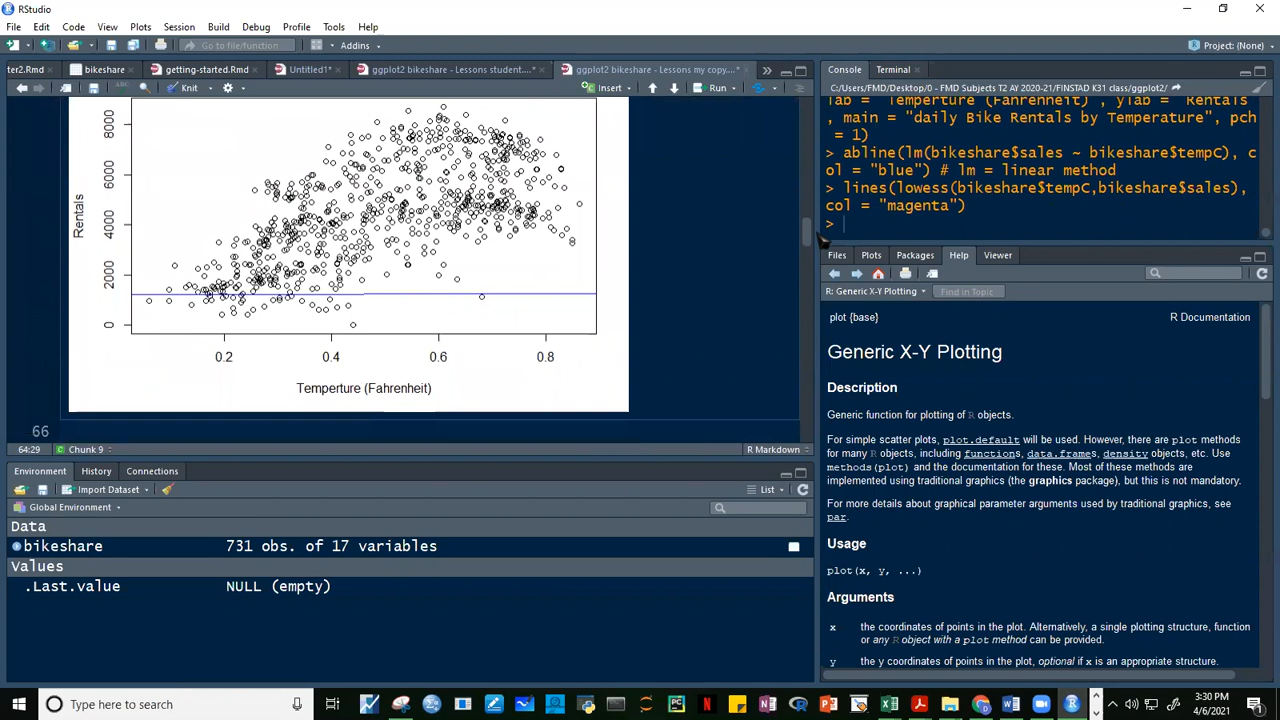 RStudio
File Edit Code View Plots Session Build Debug Profile Tools Help
Go to file/function Addins Project: (None)
ter2.Rmd bikeshare getting-started.Rmd Untitled1* ggplot2 bikeshare - Lessons student....* ggplot2 bikeshare - Lessons my copy....*
ABC Knit Insert Run
8000
6000
4000
2000
0
Rentals
0.2 0.4 0.6 0.8
Temperture (Fahrenheit)
66
64:29 Chunk 9 R Markdown
Environment History Connections
Import Dataset List
Global Environment
Data
bikeshare 731 obs. of 17 variables
Values
.Last.value NULL (empty)
Console Terminal
C:/Users/FMD/Desktop/0 - FMD Subjects T2 AY 2020-21/FINSTAD K31 class/ggplot2/
lab = "Temperture (Fahrenheit)", ylab = "Rentals"
, main = "daily Bike Rentals by Temperature", pch
= 1)
> abline(lm(bikeshare$sales ~ bikeshare$tempC), c
ol = "blue") # lm = linear method
> lines(lowess(bikeshare$tempC,bikeshare$sales),
col = "magenta")
>
Files Plots Packages Help Viewer
R: Generic X-Y Plotting Find in Topic
plot {base} R Documentation
Generic X-Y Plotting
Description
Generic function for plotting of R objects.
For simple scatter plots, plot.default will be used. However, there are plot methods
for many R objects, including functions, data.frames, density objects, etc. Use
methods(plot) and the documentation for these. Most of these methods are
implemented using traditional graphics (the graphics package), but this is not mandatory.
For more details about graphical parameter arguments used by traditional graphics, see
par.
Usage
plot(x, y, ...)
Arguments
x the coordinates of points in the plot. Alternatively, a single plotting structure, function
or any R object with a plot method can be provided.
y the y coordinates of points in the plot, optional if x is an appropriate structure.
Type here to search
3:30 PM
4/6/2021